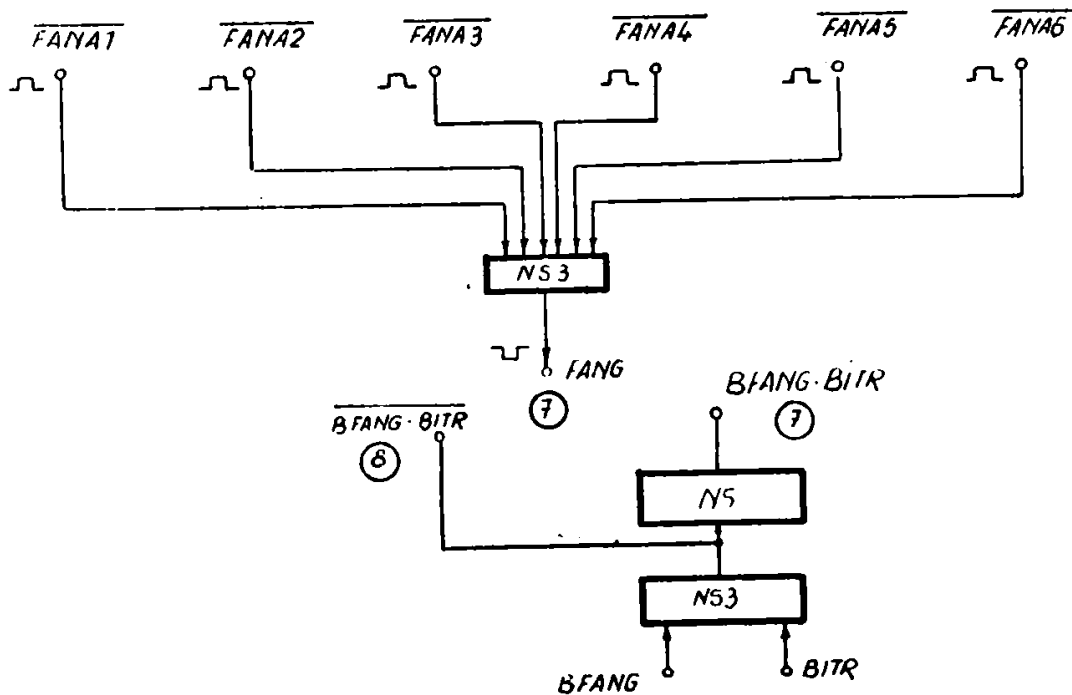 FANA1 FANA2 FANA3 FANA4 FANA5 FANA6
NS3
FANG
7
BFANG·BITR
7
BFANG·BITR
8
NS
NS3
BFANG BITR